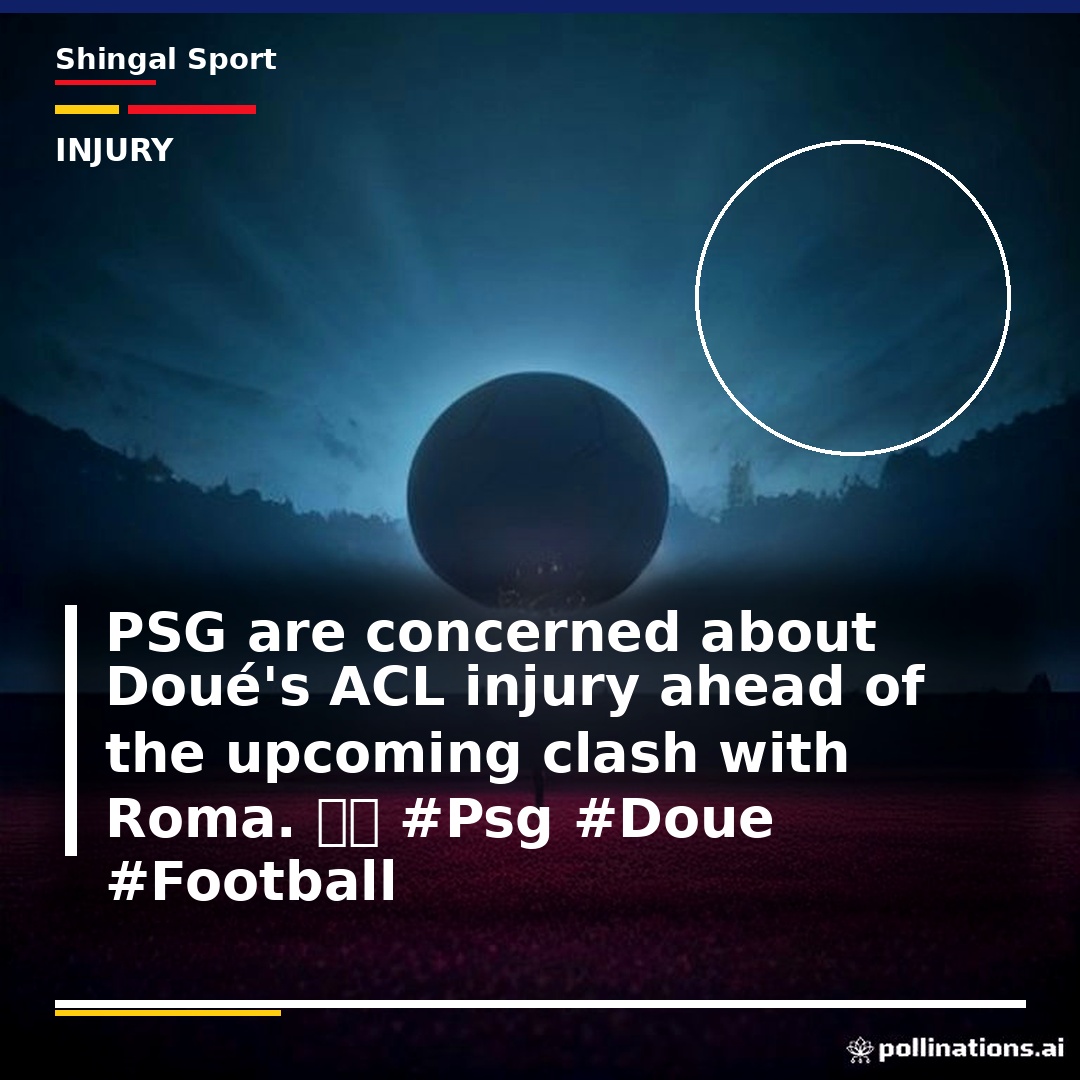 Shingal Sport
INJURY
PSG are concerned about
Doué's ACL injury ahead of
the upcoming clash with
Roma. #Psg #Doue
#Football
pollinations.ai